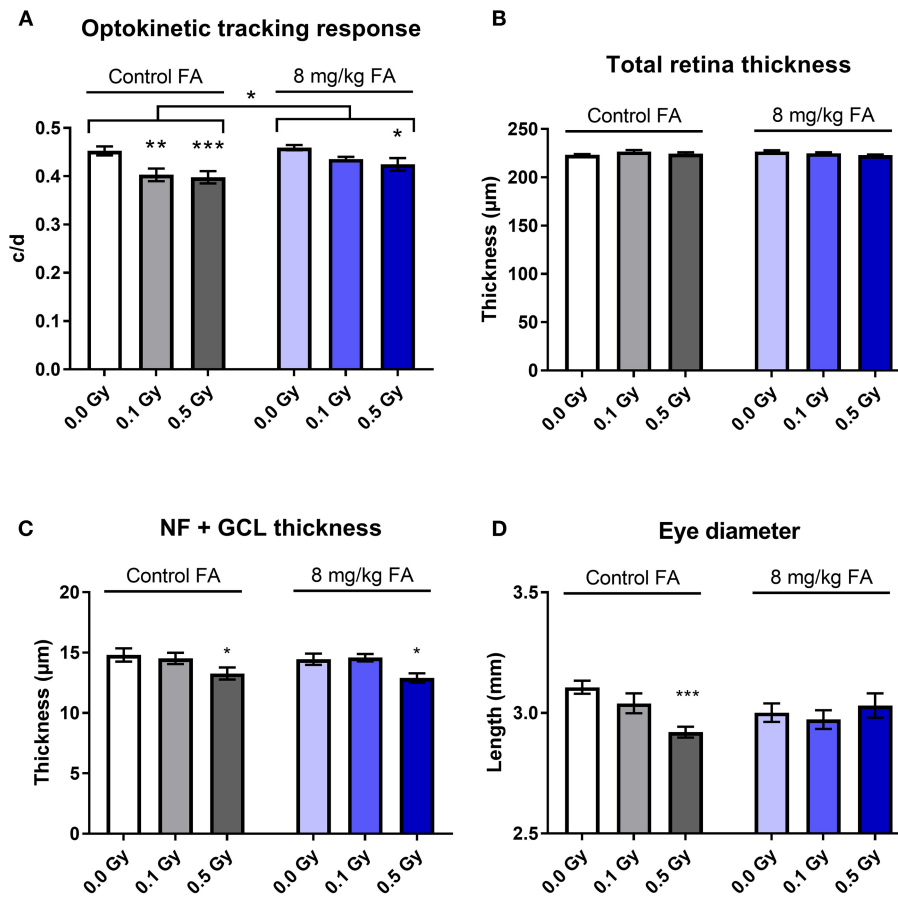 A
Optokinetic tracking response
Control FA
8 mg/kg FA
*
** *** *
0.5
0.4
0.3
0.2
0.1
0.0
c/d
0.0 Gy
0.1 Gy
0.5 Gy
0.0 Gy
0.1 Gy
0.5 Gy
B
Total retina thickness
Control FA
8 mg/kg FA
250
200
150
100
50
0
Thickness (µm)
0.0 Gy
0.1 Gy
0.5 Gy
0.0 Gy
0.1 Gy
0.5 Gy
C
NF + GCL thickness
Control FA
8 mg/kg FA
* *
20
15
10
5
0
Thickness (µm)
0.0 Gy
0.1 Gy
0.5 Gy
0.0 Gy
0.1 Gy
0.5 Gy
D
Eye diameter
Control FA
8 mg/kg FA
***
3.5
3.0
2.5
Length (mm)
0.0 Gy
0.1 Gy
0.5 Gy
0.0 Gy
0.1 Gy
0.5 Gy